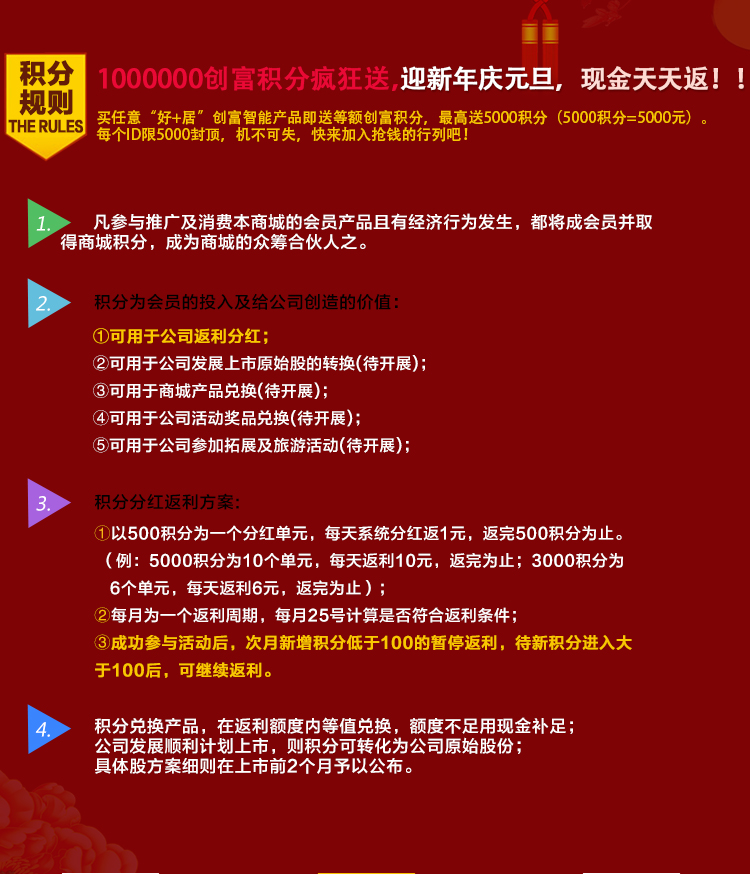 积分
规则
THE RULES
1000000创富积分疯狂送,迎新年庆元旦，现金天天返！！
买任意“好+居”创富智能产品即送等额创富积分，最高送5000积分（5000积分=5000元）。
每个ID限5000封顶，机不可失，快来加入抢钱的行列吧！
1. 凡参与推广及消费本商城的会员产品且有经济行为发生，都将成会员并取
得商城积分，成为商城的众筹合伙人之。
2. 积分为会员的投入及给公司创造的价值：
①可用于公司返利分红；
②可用于公司发展上市原始股的转换(待开展)；
③可用于商城产品兑换(待开展)；
④可用于公司活动奖品兑换(待开展)；
⑤可用于公司参加拓展及旅游活动(待开展)；
3. 积分分红返利方案:
①以500积分为一个分红单元，每天系统分红返1元，返完500积分为止。
（例：5000积分为10个单元，每天返利10元，返完为止；3000积分为
6个单元，每天返利6元，返完为止）；
②每月为一个返利周期，每月25号计算是否符合返利条件；
③成功参与活动后，次月新增积分低于100的暂停返利，待新积分进入大
于100后，可继续返利。
4. 积分兑换产品，在返利额度内等值兑换，额度不足用现金补足；
公司发展顺利计划上市，则积分可转化为公司原始股份；
具体股方案细则在上市前2个月予以公布。